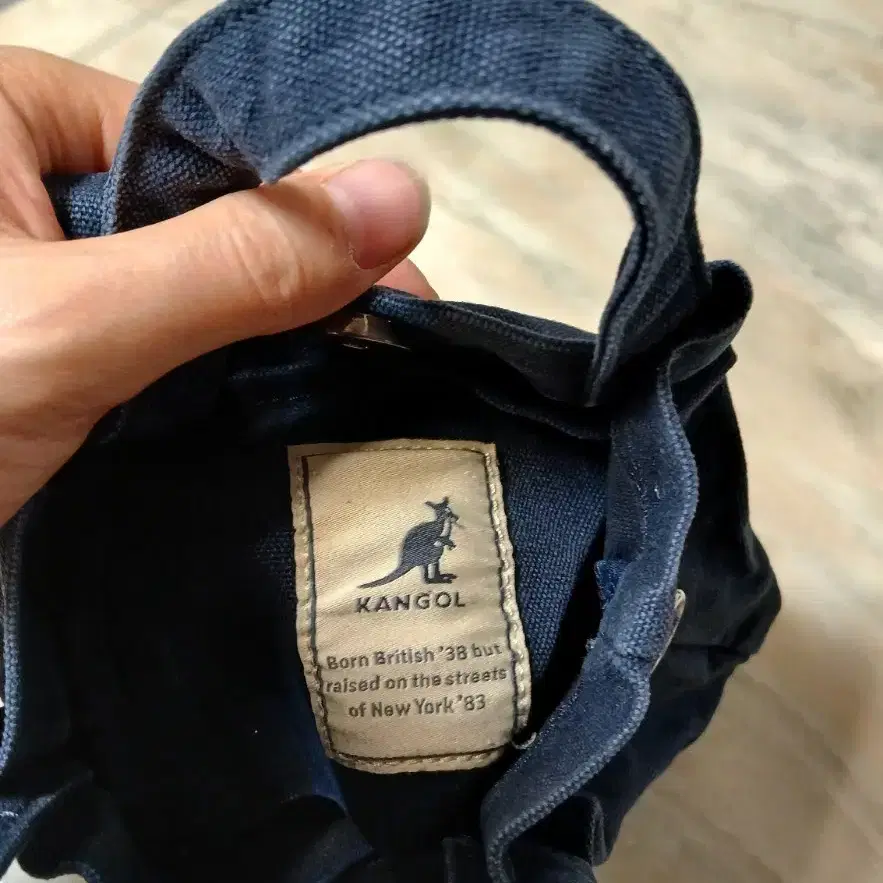 KANGOL
Born British '38 but
raised on the streets
of New York '83